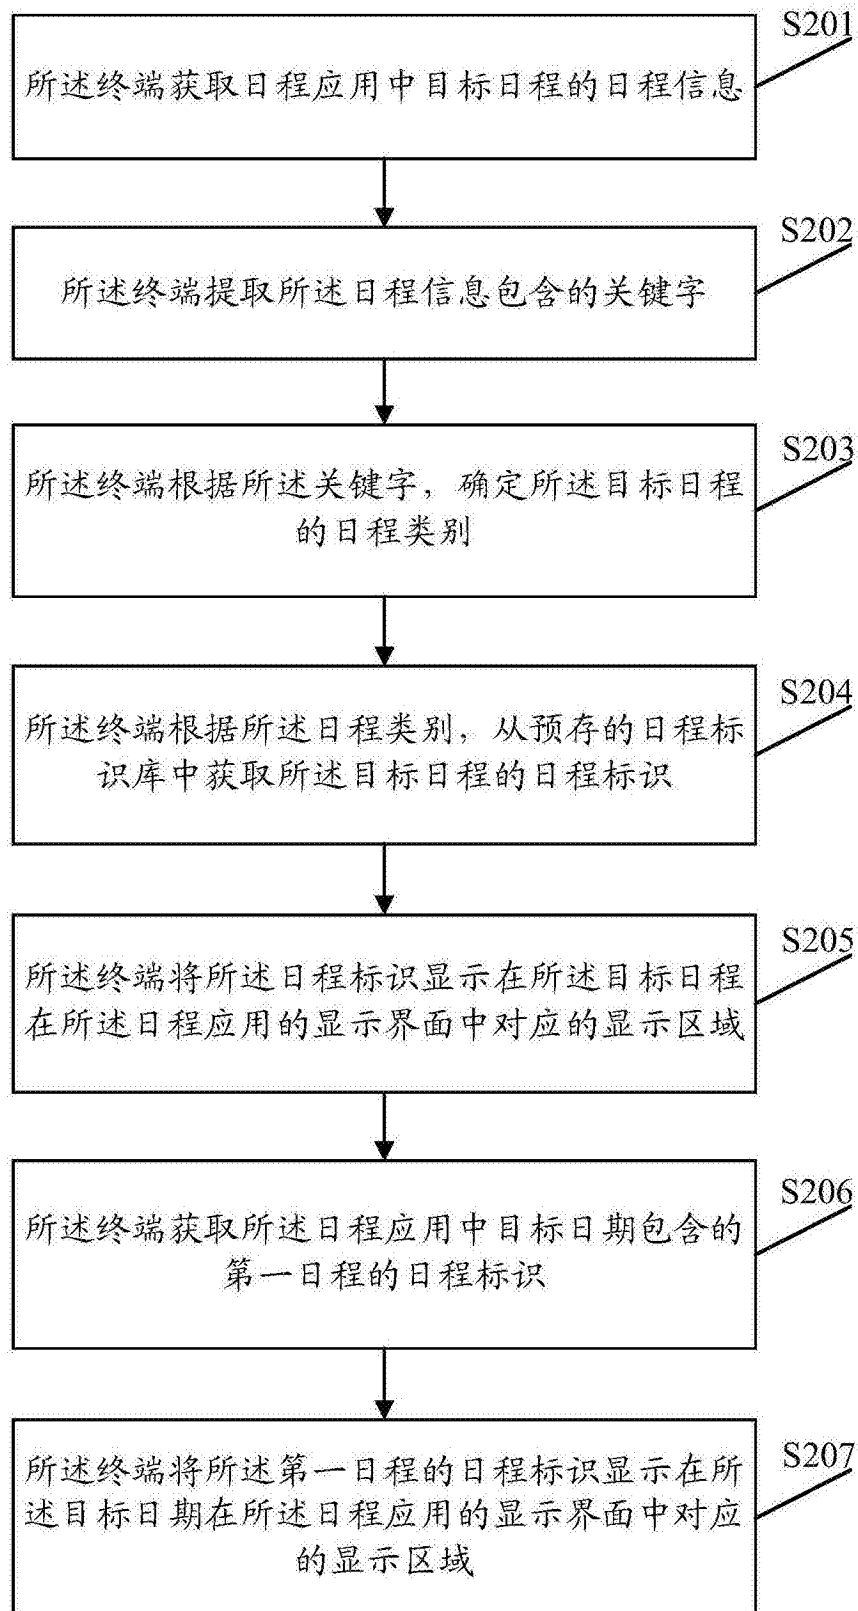 S201
所述终端获取日程应用中目标日程的日程信息
S202
所述终端提取所述日程信息包含的关键字
S203
所述终端根据所述关键字，确定所述目标日程
的日程类别
S204
所述终端根据所述日程类别，从预存的日程标
识库中获取所述目标日程的日程标识
S205
所述终端将所述日程标识显示在所述目标日程
在所述日程应用的显示界面中对应的显示区域
S206
所述终端获取所述日程应用中目标日期包含的
第一日程的日程标识
S207
所述终端将所述第一日程的日程标识显示在所
述目标日期在所述日程应用的显示界面中对应
的显示区域